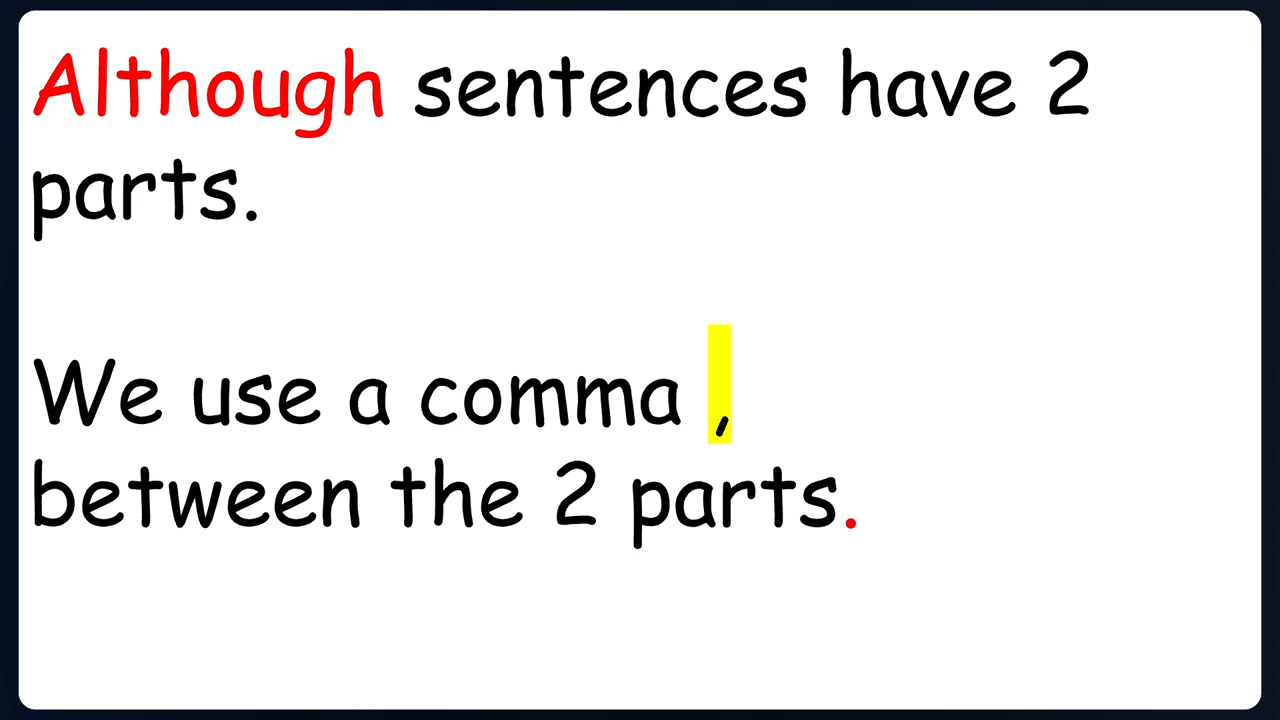 Although sentences have 2
parts.
We use a comma ,
between the 2 parts.